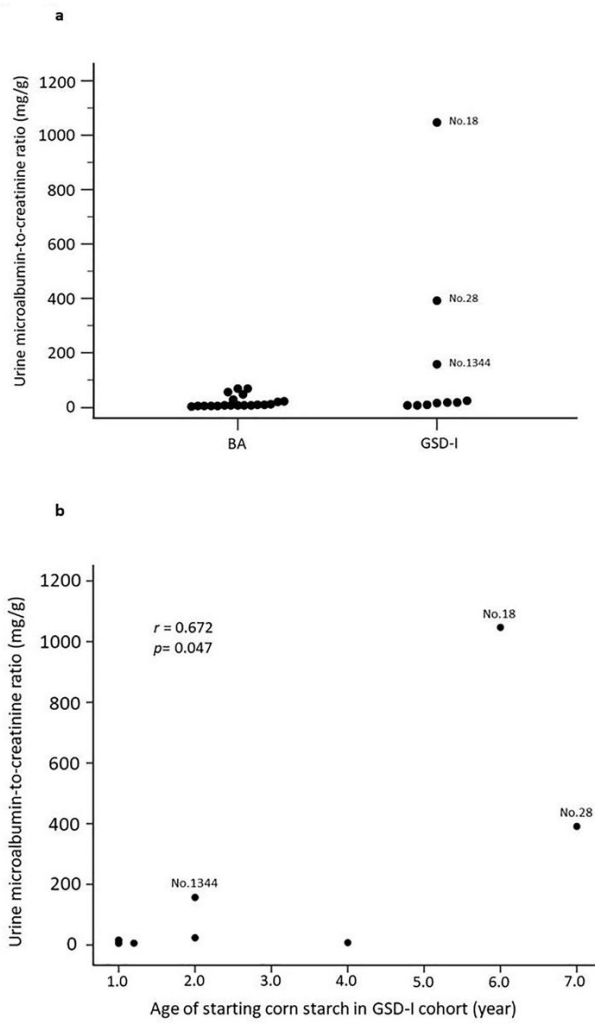 a
Urine microalbumin-to-creatinine ratio (mg/g)
1200
1000
800
600
400
200
0
No.18
No.28
No.1344
BA
GSD-I
b
Urine microalbumin-to-creatinine ratio (mg/g)
1200
1000
800
600
400
200
0
r = 0.672
p= 0.047
No.18
No.28
No.1344
1.0 2.0 3.0 4.0 5.0 6.0 7.0
Age of starting corn starch in GSD-I cohort (year)